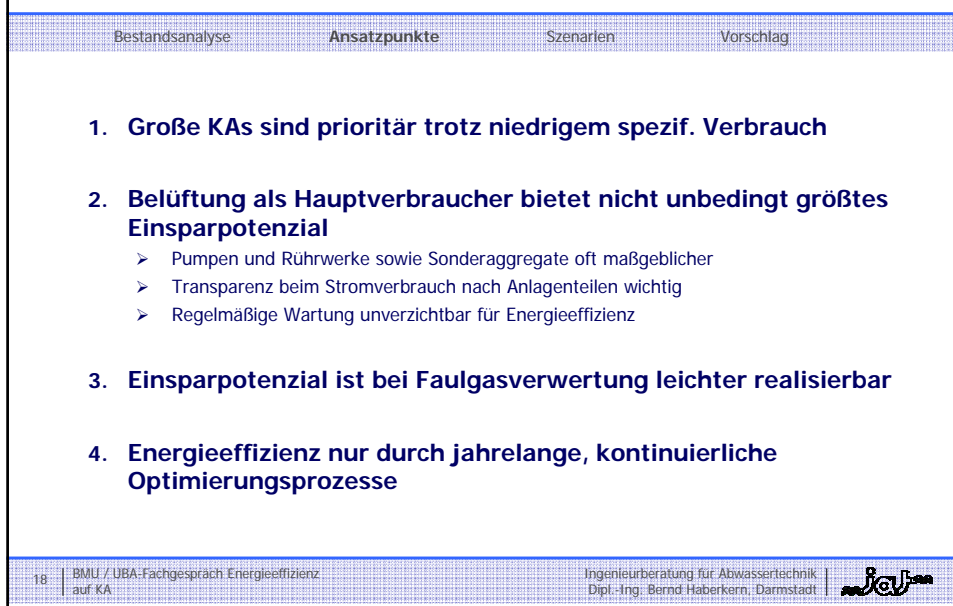 Bestandsanalyse Ansatzpunkte Szenarien Vorschlag
1. Große KAs sind prioritär trotz niedrigem spezif. Verbrauch
2. Belüftung als Hauptverbraucher bietet nicht unbedingt größtes
Einsparpotenzial
➢ Pumpen und Rührwerke sowie Sonderaggregate oft maßgeblicher
➢ Transparenz beim Stromverbrauch nach Anlagenteilen wichtig
➢ Regelmäßige Wartung unverzichtbar für Energieeffizienz
3. Einsparpotenzial ist bei Faulgasverwertung leichter realisierbar
4. Energieeffizienz nur durch jahrelange, kontinuierliche
Optimierungsprozesse
18
BMU / UBA-Fachgespräch Energieeffizienz
auf KA
Ingenieurberatung für Abwassertechnik
Dipl.-Ing. Bernd Haberkern, Darmstadt